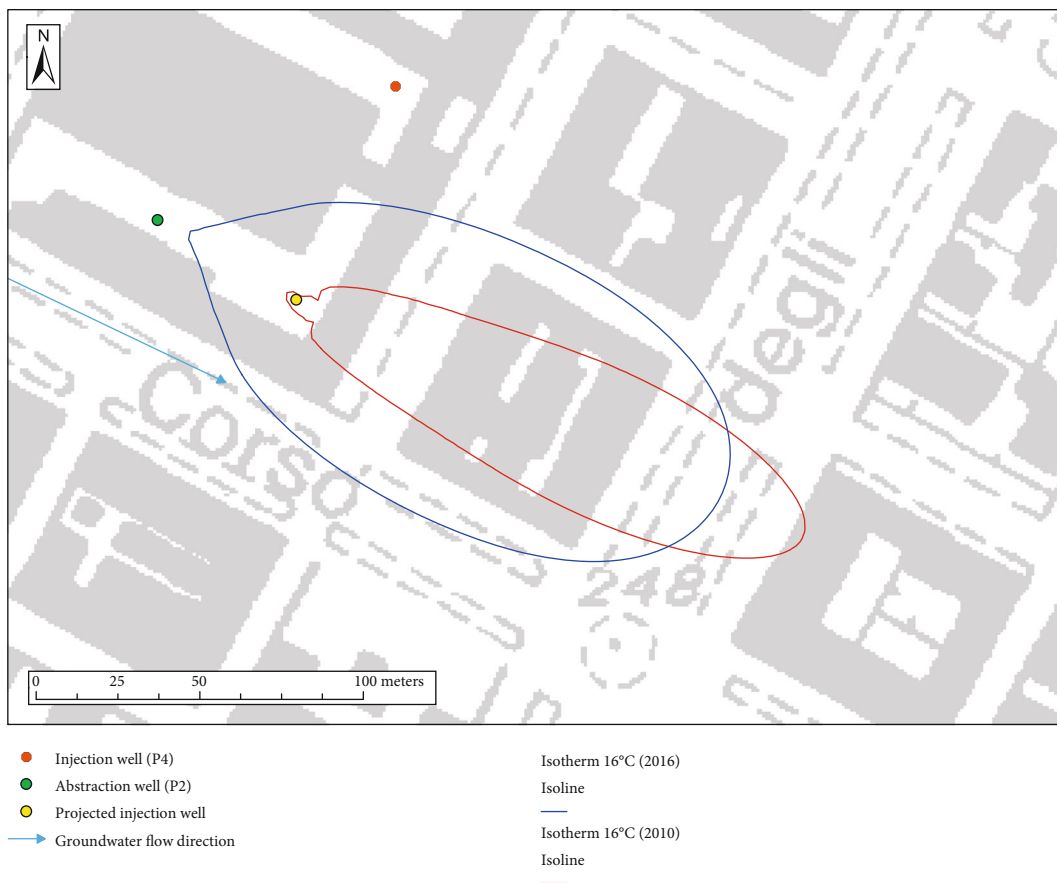 N
degli
Corso
248
0 25 50 100 meters
Injection well (P4)
Abstraction well (P2)
Projected injection well
Groundwater flow direction
Isotherm 16°C (2016)
Isoline
Isotherm 16°C (2010)
Isoline